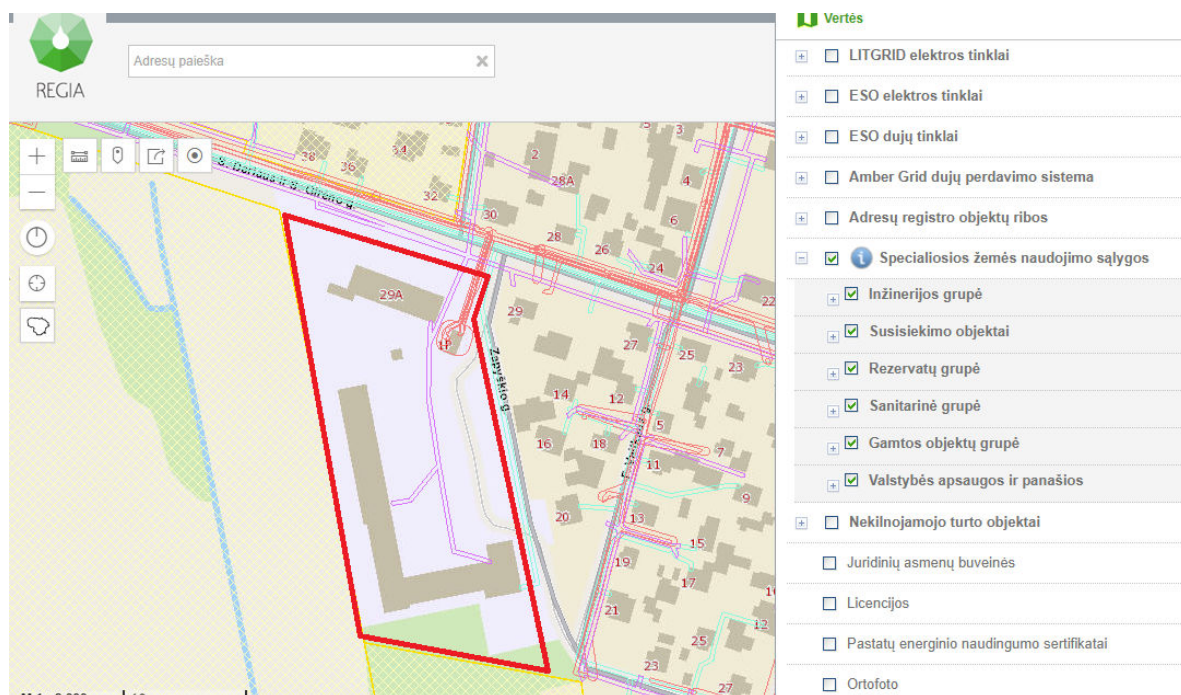 Vertės
REGIA
Adresų paieška
LITGRID elektros tinklai
ESO elektros tinklai
ESO dujų tinklai
Amber Grid dujų perdavimo sistema
Adresų registro objektų ribos
Specialiosios žemės naudojimo sąlygos
Inžinerijos grupė
Susisiekimo objektai
Rezervatų grupė
Sanitarinė grupė
Gamtos objektų grupė
Valstybės apsaugos ir panašios
Nekilnojamojo turto objektai
Juridinių asmenų buveinės
Licencijos
Pastatų energinio naudingumo sertifikatai
Ortofoto
S. Dariaus ir S. Girėno g.
Zapyškio g.
38
36
34
32
30
2
28A
3
4
6
28
26
24
22
29A
1P
29
27
25
23
14
12
5
7
16
18
11
9
20
13
15
19
17
21
12
25
23
27